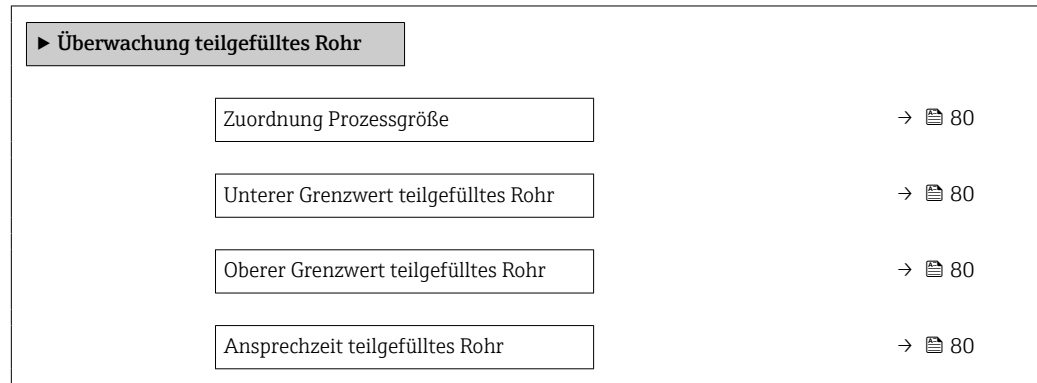 ▶ Überwachung teilgefülltes Rohr
Zuordnung Prozessgröße → 80
Unterer Grenzwert teilgefülltes Rohr → 80
Oberer Grenzwert teilgefülltes Rohr → 80
Ansprechzeit teilgefülltes Rohr → 80